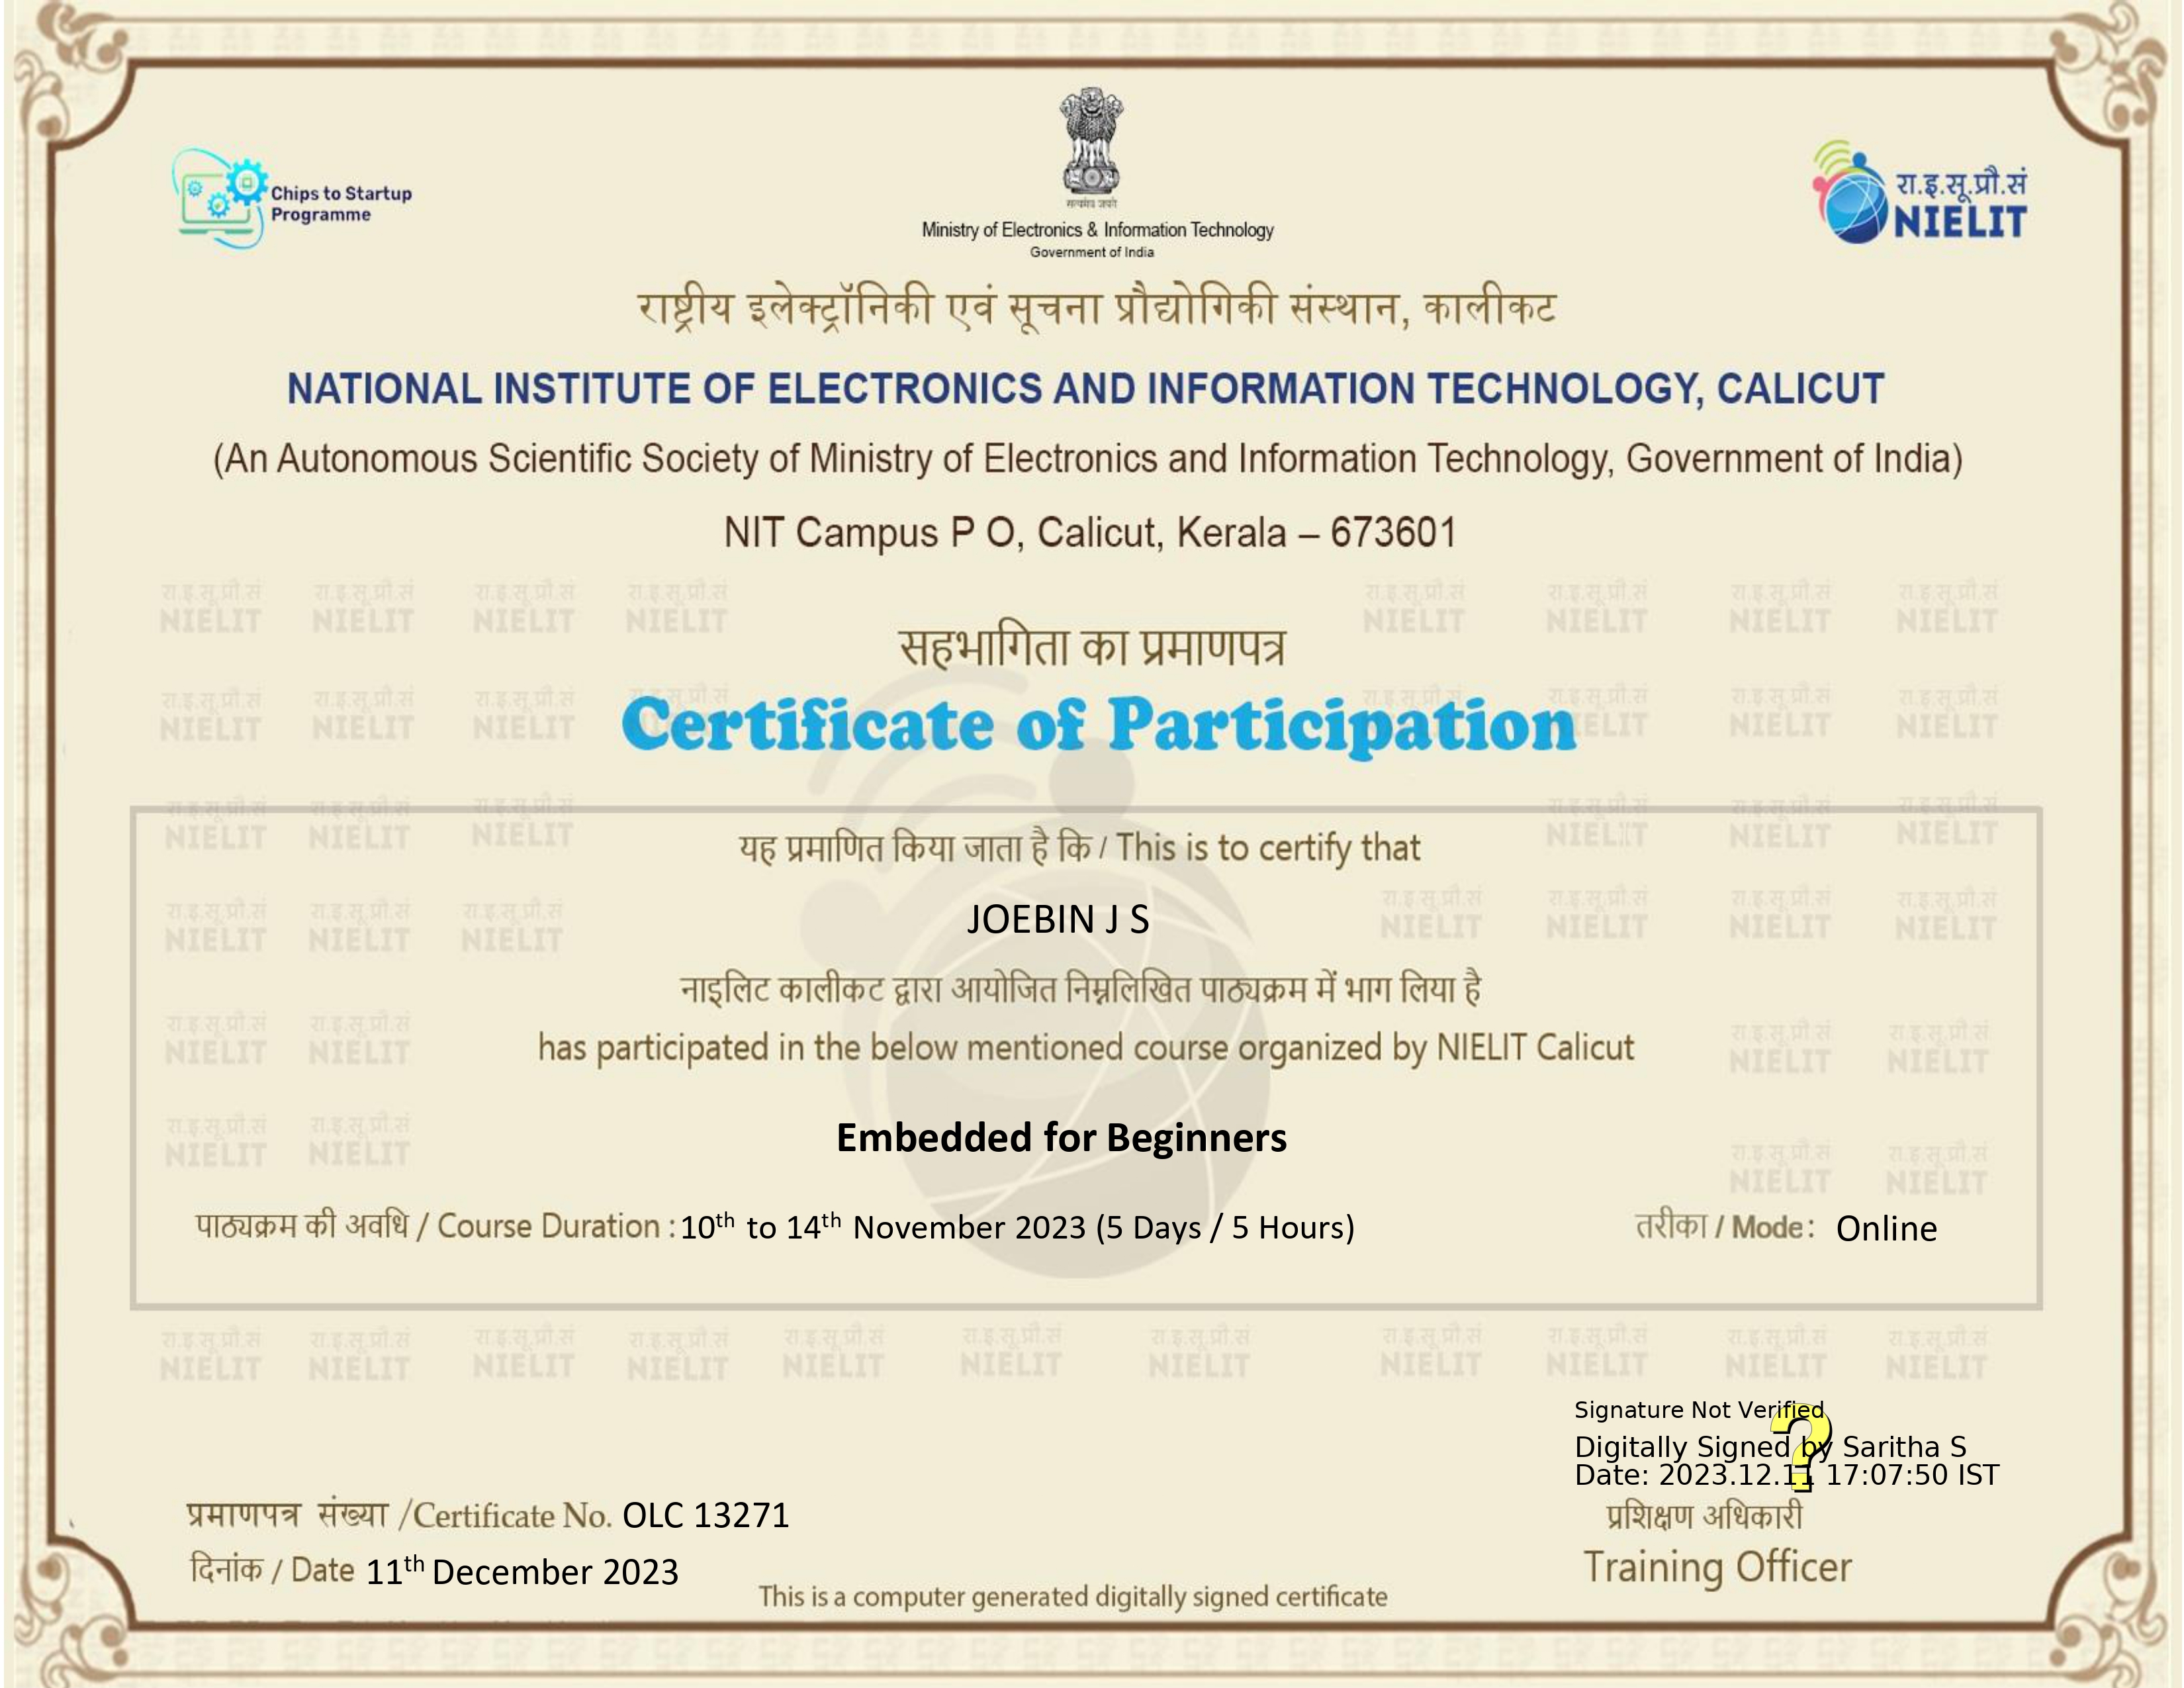 Chips to Startup
Programme
सत्यमेव जयते
Ministry of Electronics & Information Technology
Government of India
रा.इ.सू.प्रौ.सं
NIELIT
राष्ट्रीय इलेक्ट्रॉनिकी एवं सूचना प्रौद्योगिकी संस्थान, कालीकट
NATIONAL INSTITUTE OF ELECTRONICS AND INFORMATION TECHNOLOGY, CALICUT
(An Autonomous Scientific Society of Ministry of Electronics and Information Technology, Government of India)
NIT Campus P O, Calicut, Kerala – 673601
सहभागिता का प्रमाणपत्र
Certificate of Participation
यह प्रमाणित किया जाता है कि / This is to certify that
JOEBIN J S
नाइलिट कालीकट द्वारा आयोजित निम्नलिखित पाठ्यक्रम में भाग लिया है
has participated in the below mentioned course organized by NIELIT Calicut
Embedded for Beginners
पाठ्यक्रम की अवधि / Course Duration : 10th to 14th November 2023 (5 Days / 5 Hours)
तरीका / Mode: Online
Signature Not Verified
Digitally Signed by Saritha S
Date: 2023.12.11 17:07:50 IST
प्रशिक्षण अधिकारी
Training Officer
प्रमाणपत्र संख्या /Certificate No. OLC 13271
दिनांक / Date 11th December 2023
This is a computer generated digitally signed certificate